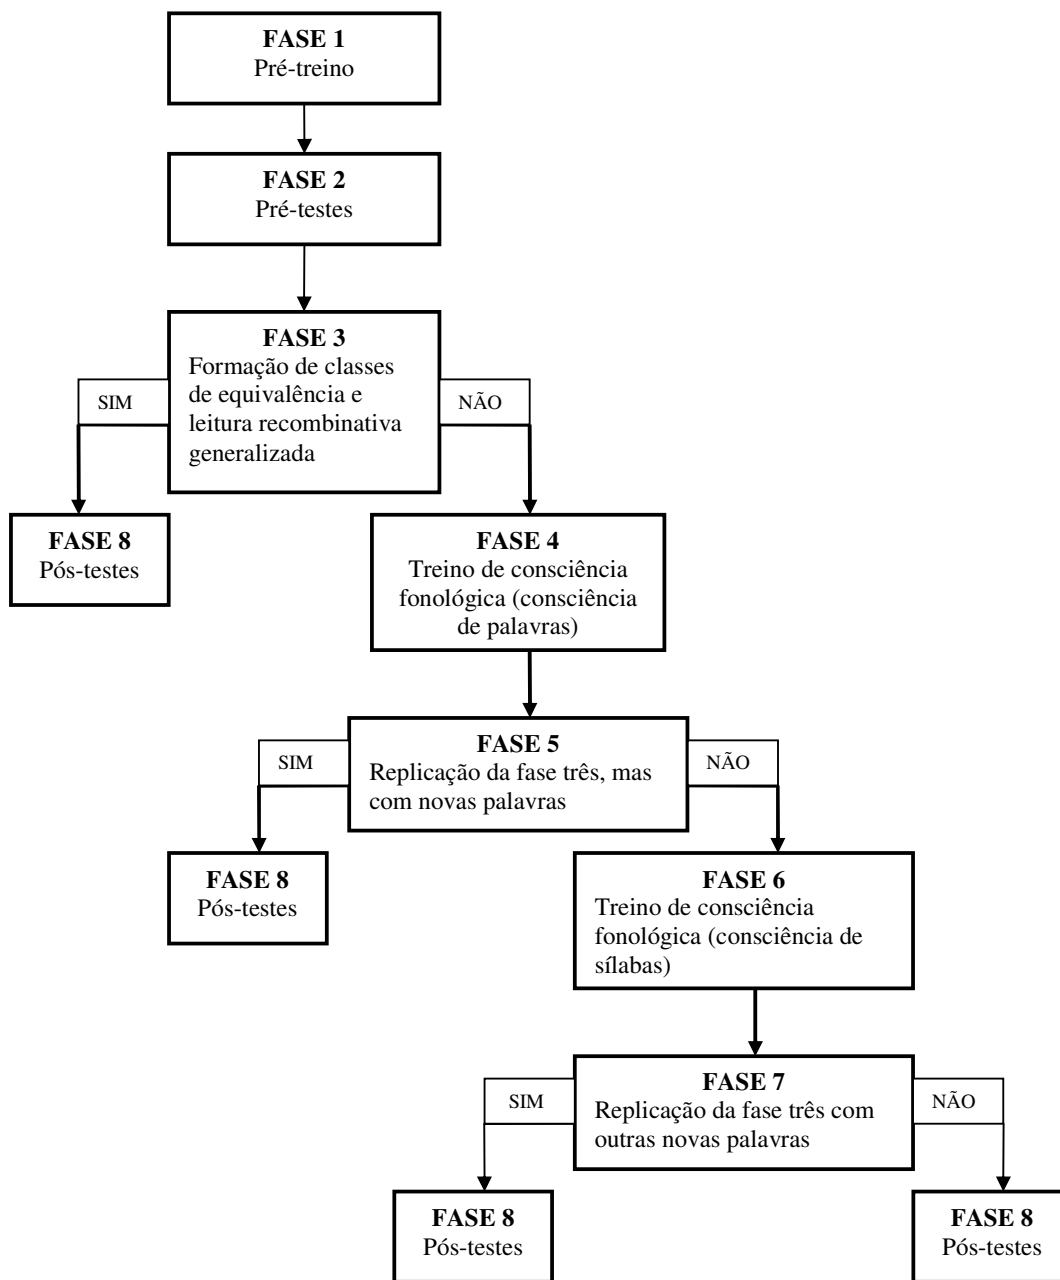 FASE 1
Pré-treino
FASE 2
Pré-testes
FASE 3
Formação de classes
de equivalência e
leitura recombinativa
generalizada
SIM
NÃO
FASE 8
Pós-testes
FASE 4
Treino de consciência
fonológica (consciência
de palavras)
FASE 5
Replicação da fase três, mas
com novas palavras
SIM
NÃO
FASE 8
Pós-testes
FASE 6
Treino de consciência
fonológica (consciência de
sílabas)
FASE 7
Replicação da fase três com
outras novas palavras
SIM
NÃO
FASE 8
Pós-testes
FASE 8
Pós-testes